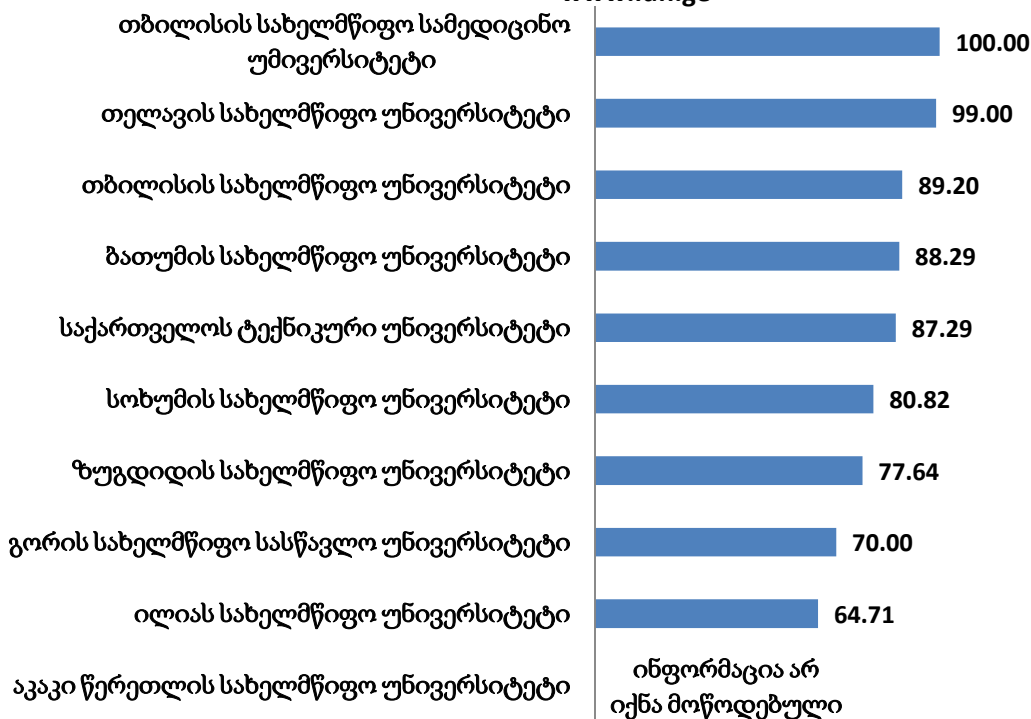 თბილისის სახელმწიფო სამედიცინო
უმივერსიტეტი
100.00
თელავის სახელმწიფო უნივერსიტეტი
99.00
თბილისის სახელმწიფო უნივერსიტეტი
89.20
ბათუმის სახელმწიფო უნივერსიტეტი
88.29
საქართველოს ტექნიკური უნივერსიტეტი
87.29
სოხუმის სახელმწიფო უნივერსიტეტი
80.82
ზუგდიდის სახელმწიფო უნივერსიტეტი
77.64
გორის სახელმწიფო სასწავლო უნივერსიტეტი
70.00
ილიას სახელმწიფო უნივერსიტეტი
64.71
აკაკი წერეთლის სახელმწიფო უნივერსიტეტი
ინფორმაცია არ
იქნა მოწოდებული